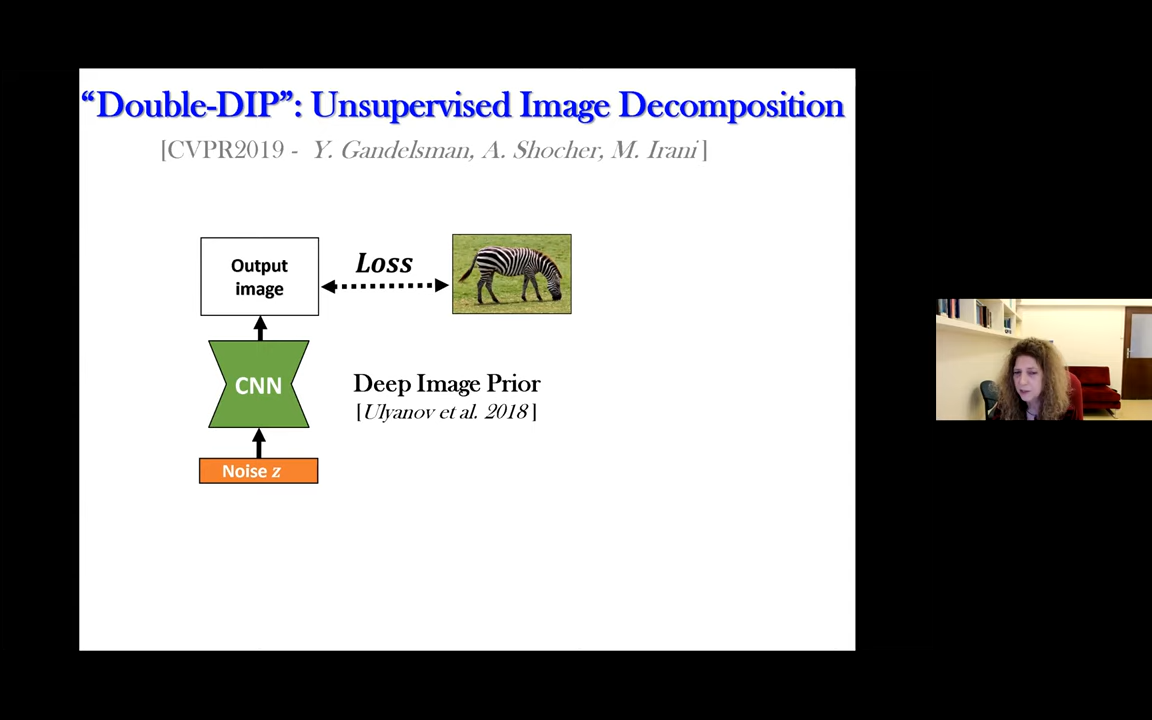 “Double-DIP”: Unsupervised Image Decomposition
[CVPR2019 - Y. Gandelsman, A. Shocher, M. Irani]
Output
image
Loss
CNN
Deep Image Prior
[Ulyanov et al. 2018]
Noise z